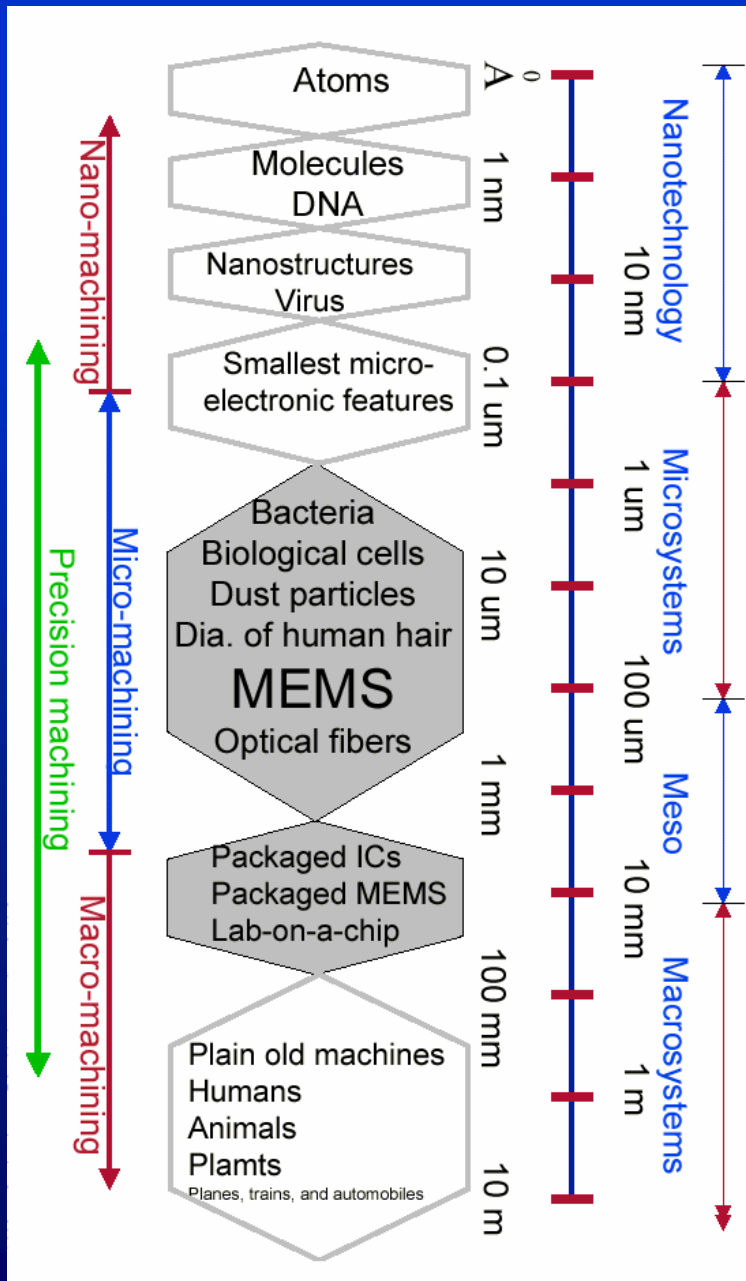 Atoms
Molecules
DNA
Nanostructures
Virus
Smallest micro-
electronic features
Bacteria
Biological cells
Dust particles
Dia. of human hair
MEMS
Optical fibers
Packaged ICs
Packaged MEMS
Lab-on-a-chip
Plain old machines
Humans
Animals
Plamts
Planes, trains, and automobiles
Precision machining
Nano-machining
Micro-machining
Macro-machining
A 0
1 nm
10 nm
0.1 um
1 um
10 um
100 um
1 mm
10 mm
100 mm
1 m
10 m
Nanotechnology
Microsystems
Meso
Macrosystems